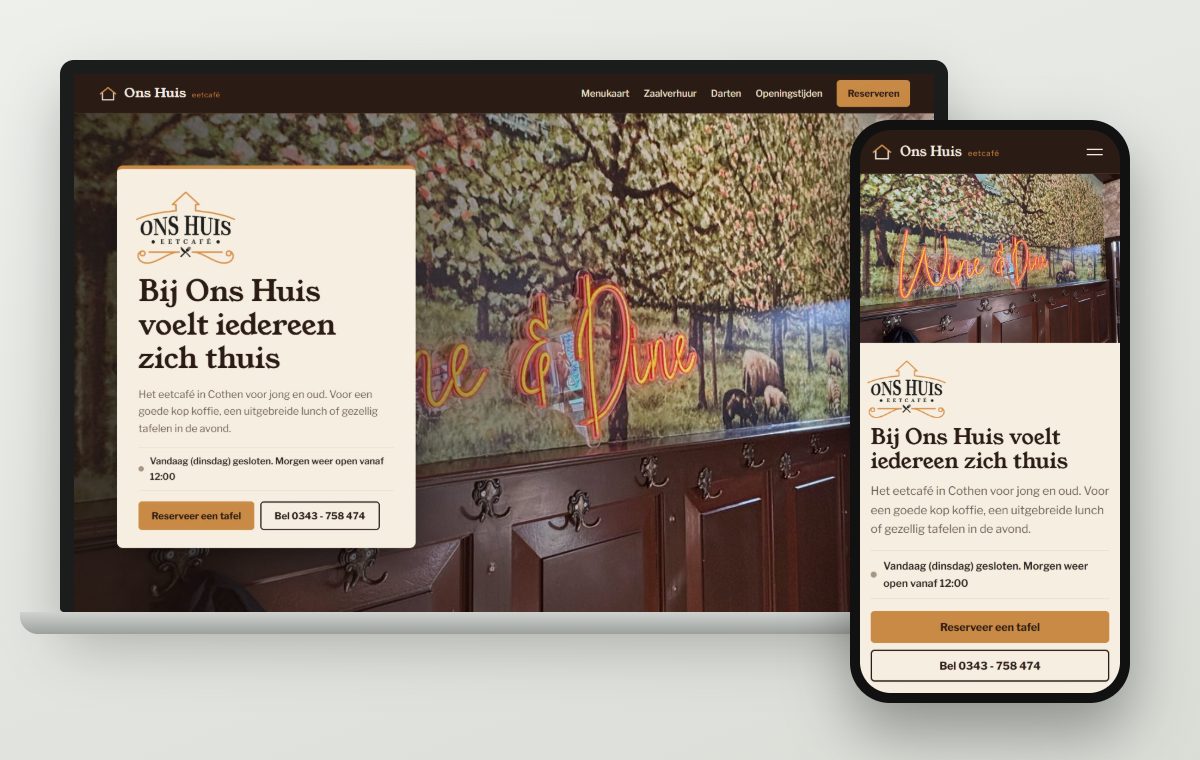 Ons Huis eetcafé
Menukaart Zaalverhuur Darten Openingstijden Reserveren
ONS HUIS
EETCAFÉ
Bij Ons Huis
voelt iedereen
zich thuis
Het eetcafé in Cothen voor jong en oud. Voor een
goede kop koffie, een uitgebreide lunch of gezellig
tafelen in de avond.
Vandaag (dinsdag) gesloten. Morgen weer open vanaf
12:00
Reserveer een tafel
Bel 0343 - 758 474
ne & Dine
Ons Huis eetcafé
Wine & Dine
ONS HUIS
EETCAFÉ
Bij Ons Huis voelt
iedereen zich thuis
Het eetcafé in Cothen voor jong en oud. Voor
een goede kop koffie, een uitgebreide lunch
of gezellig tafelen in de avond.
Vandaag (dinsdag) gesloten. Morgen weer
open vanaf 12:00
Reserveer een tafel
Bel 0343 - 758 474